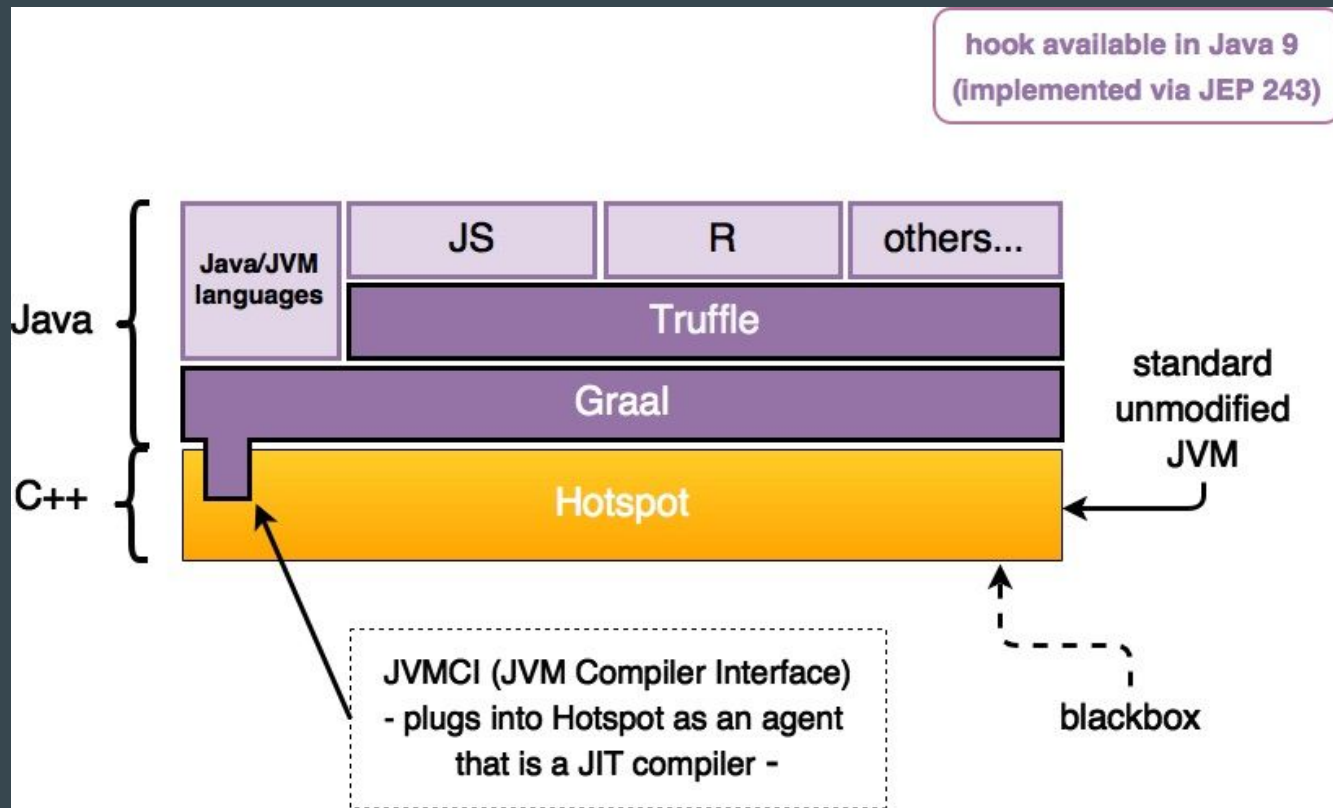 hook available in Java 9
(implemented via JEP 243)
Java/JVM
languages
JS
R
others...
Truffle
Java
Graal
standard
unmodified
JVM
C++
Hotspot
JVMCI (JVM Compiler Interface)
- plugs into Hotspot as an agent
that is a JIT compiler -
blackbox